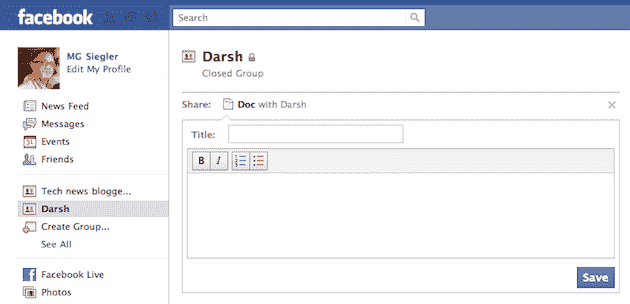 facebook
Search
MG Siegler
Edit My Profile
News Feed
Messages
31
Events
Friends
Tech news blogge...
Darsh
Create Group...
See All
f
Facebook Live
Photos
Darsh
Closed Group
Share: Doc with Darsh
Title:
B I
Save